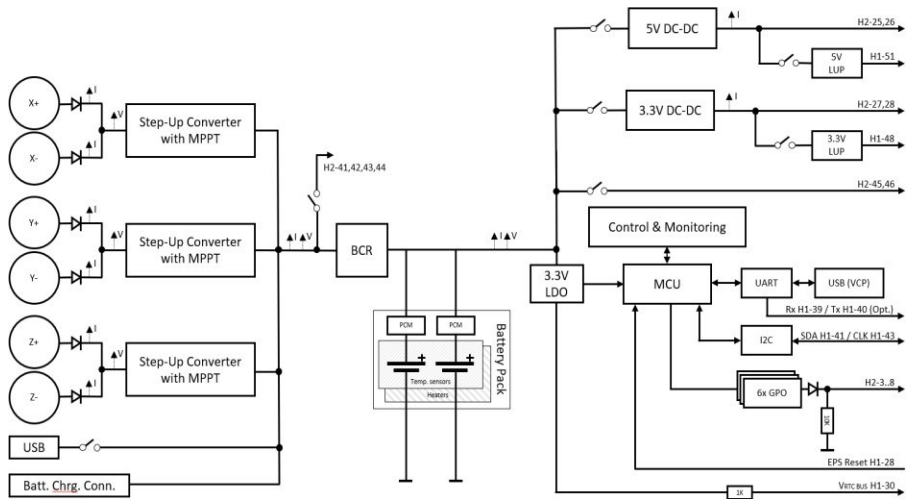 X+
I
V
X-
I
Step-Up Converter
with MPPT
Y+
I
V
Y-
I
Step-Up Converter
with MPPT
Z+
I
V
Z-
I
Step-Up Converter
with MPPT
USB
Batt. Chrg. Conn.
H2-41,42,43,44
I V
BCR
I V
PCM
PCM
+
+
Temp. sensors
Heaters
Battery Pack
5V DC-DC
I
H2-25,26
5V
LUP
H1-51
3.3V DC-DC
I
H2-27,28
3.3V
LUP
H1-48
H2-45,46
Control & Monitoring
3.3V
LDO
MCU
UART
USB (VCP)
Rx H1-39 / Tx H1-40 (Opt.)
I2C
SDA H1-41 / CLK H1-43
6x GPO
H2-3..8
10K
EPS Reset H1-28
1K
VRTC BUS H1-30